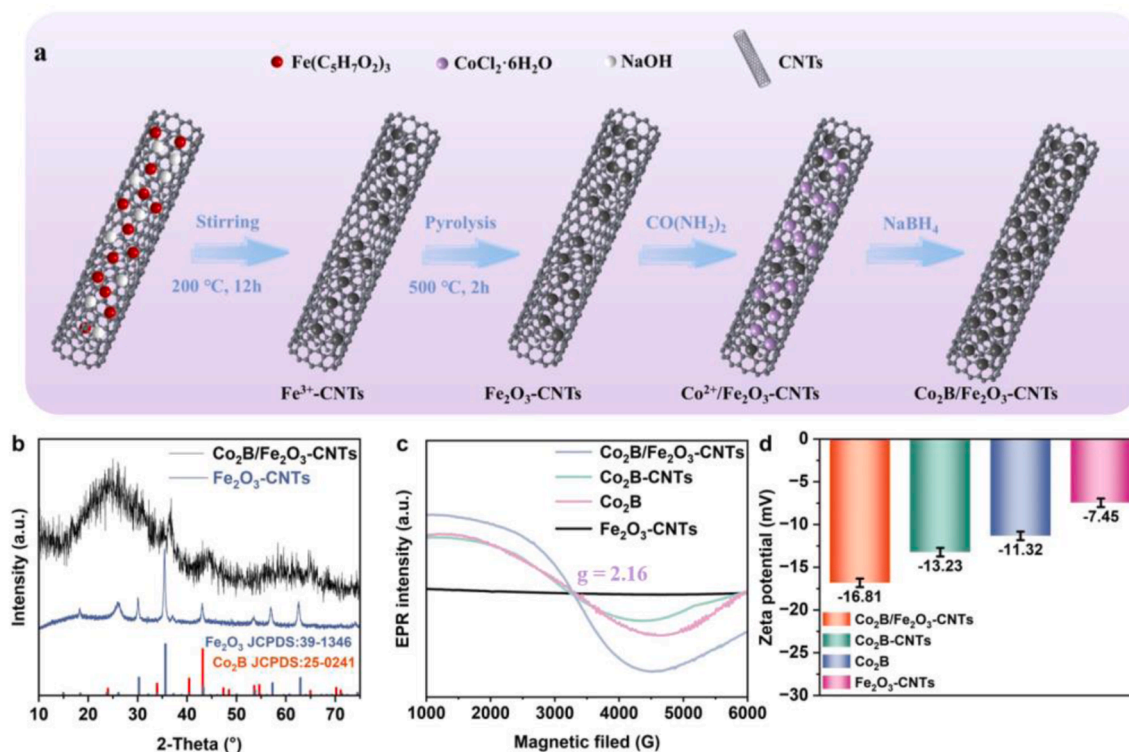 a
Fe(C₅H₇O₂)₃
CoCl₂·6H₂O
NaOH
CNTs
Stirring
200 °C, 12h
Pyrolysis
500 °C, 2h
CO(NH₂)₂
NaBH₄
Fe³⁺-CNTs
Fe₂O₃-CNTs
Co²⁺/Fe₂O₃-CNTs
Co₂B/Fe₂O₃-CNTs
b
Co₂B/Fe₂O₃-CNTs
Fe₂O₃-CNTs
Fe₂O₃ JCPDS:39-1346
Co₂B JCPDS:25-0241
Intensity (a.u.)
10 20 30 40 50 60 70
2-Theta (°)
c
Co₂B/Fe₂O₃-CNTs
Co₂B-CNTs
Co₂B
Fe₂O₃-CNTs
g = 2.16
EPR intensity (a.u.)
1000 2000 3000 4000 5000 6000
Magnetic filed (G)
d
0
−5
−10
−15
−20
−25
−30
Zeta potential (mV)
-16.81
-13.23
-11.32
-7.45
Co₂B/Fe₂O₃-CNTs
Co₂B-CNTs
Co₂B
Fe₂O₃-CNTs